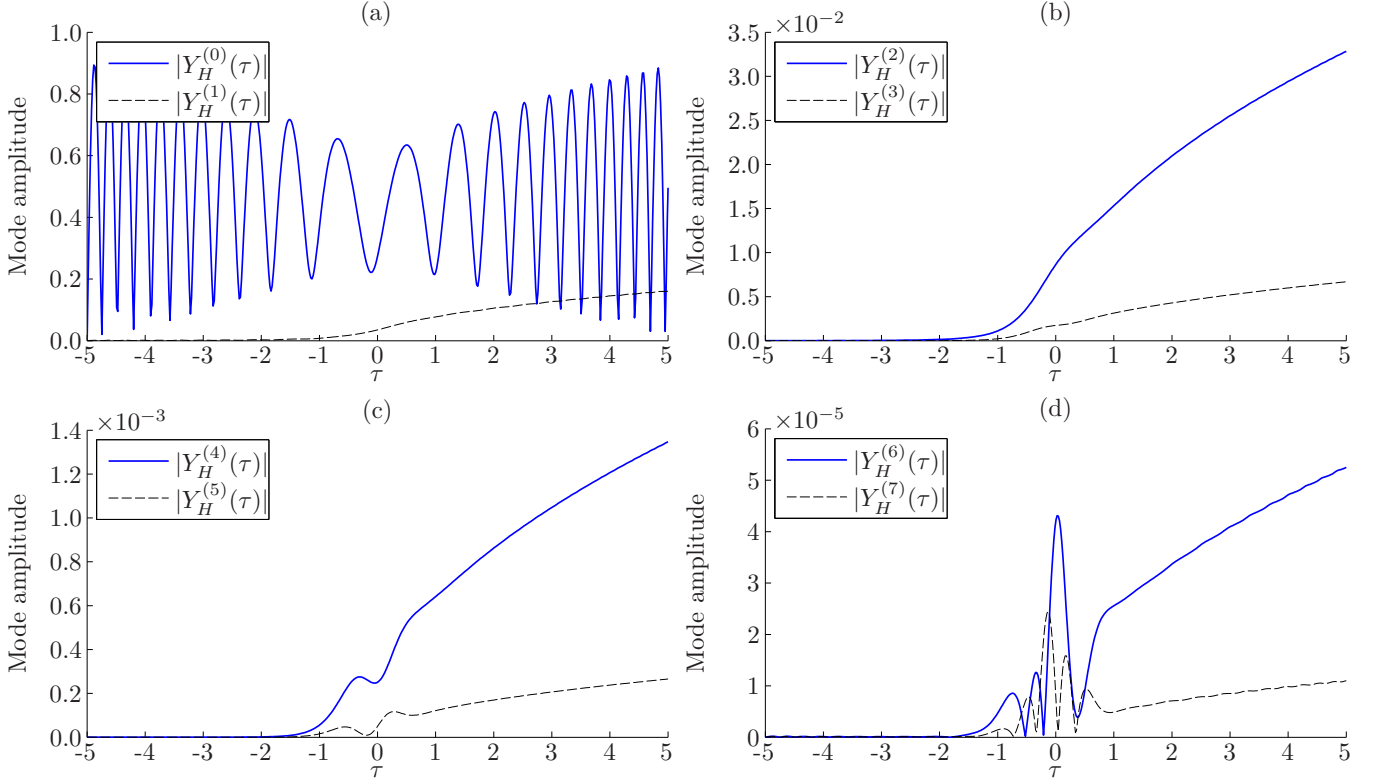 (a)
1.0
0.8
0.6
0.4
0.2
0.0
Mode amplitude
|Y_H^{(0)}(τ)|
|Y_H^{(1)}(τ)|
-5 -4 -3 -2 -1 0 1 2 3 4 5
τ
(b)
×10^{-2}
3.5
3.0
2.5
2.0
1.5
1.0
0.5
0.0
Mode amplitude
|Y_H^{(2)}(τ)|
|Y_H^{(3)}(τ)|
-5 -4 -3 -2 -1 0 1 2 3 4 5
τ
(c)
×10^{-3}
1.4
1.2
1.0
0.8
0.6
0.4
0.2
0.0
Mode amplitude
|Y_H^{(4)}(τ)|
|Y_H^{(5)}(τ)|
-5 -4 -3 -2 -1 0 1 2 3 4 5
τ
(d)
×10^{-5}
6
5
4
3
2
1
0
Mode amplitude
|Y_H^{(6)}(τ)|
|Y_H^{(7)}(τ)|
-5 -4 -3 -2 -1 0 1 2 3 4 5
τ